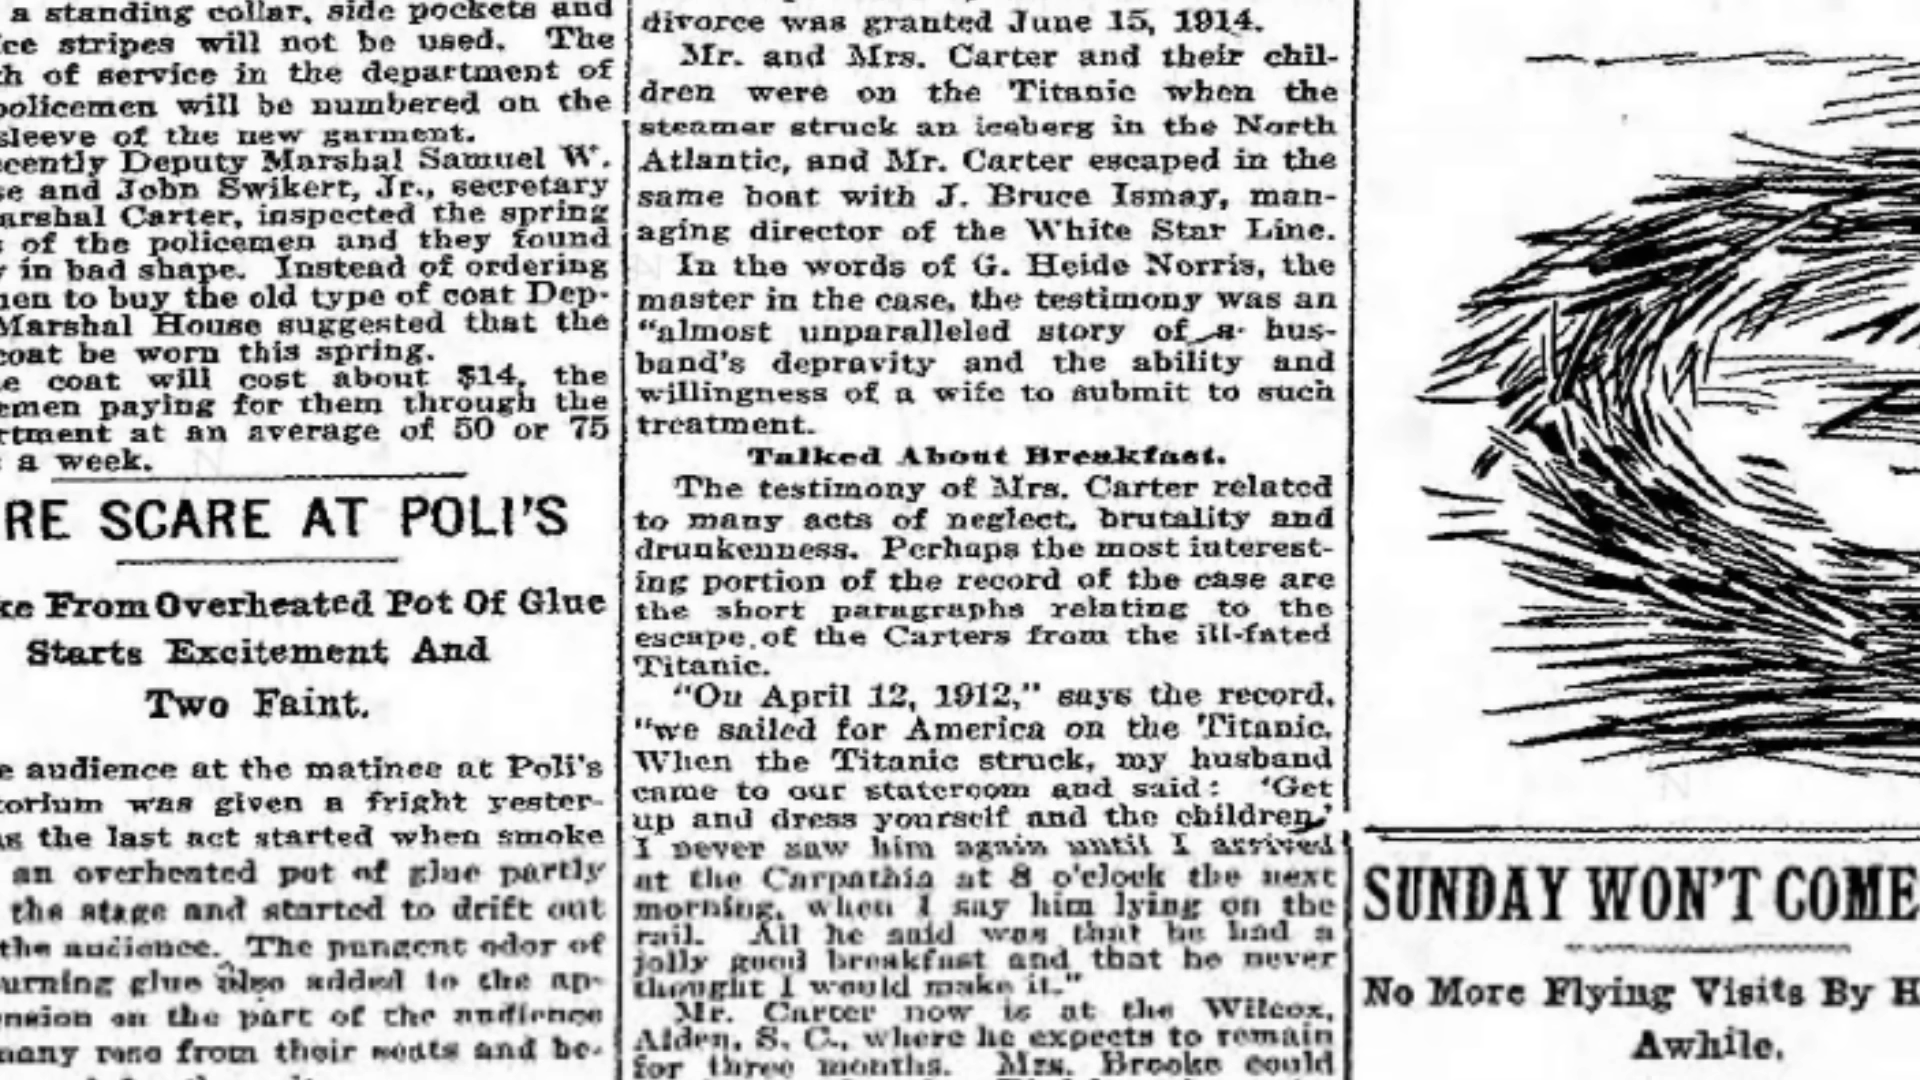 a standing collar, side pockets and
ice stripes will not be used. The
th of service in the department of
policemen will be numbered on the
sleeve of the new garment.
ecently Deputy Marshal Samuel W.
se and John Swikert, Jr., secretary
arshal Carter, inspected the spring
s of the policemen and they found
y in bad shape. Instead of ordering
men to buy the old type of coat Dep-
Marshal House suggested that the
coat be worn this spring.
e coat will cost about $14, the
emen paying for them through the
rtment at an average of 50 or 75
a week.
RE SCARE AT POLI'S
ke From Overheated Pot Of Glue
Starts Excitement And
Two Faint.
e audience at the matinee at Poli's
torium was given a fright yester-
as the last act started when smoke
an overheated pot of glue partly
the stage and started to drift out
the audience. The pungent odor of
urning glue also added to the ap-
ension on the part of the audience
many rose from their seats and be-
divorce was granted June 15, 1914.
Mr. and Mrs. Carter and their chil-
dren were on the Titanic when the
steamer struck an iceberg in the North
Atlantic, and Mr. Carter escaped in the
same boat with J. Bruce Ismay, man-
aging director of the White Star Line.
In the words of G. Heide Norris, the
master in the case, the testimony was an
"almost unparalleled story of a hus-
band's depravity and the ability and
willingness of a wife to submit to such
treatment.
Talked About Breakfast.
The testimony of Mrs. Carter related
to many acts of neglect, brutality and
drunkenness. Perhaps the most interest-
ing portion of the record of the case are
the short paragraphs relating to the
escape of the Carters from the ill-fated
Titanic.
"On April 12, 1912," says the record,
"we sailed for America on the Titanic.
When the Titanic struck, my husband
came to our stateroom and said: 'Get
up and dress yourself and the children.'
I never saw him again until I arrived
at the Carpathia at 8 o'clock the next
morning, when I say him lying on the
rail. All he said was that he had a
jolly good breakfast and that he never
thought I would make it."
Mr. Carter now is at the Wilcox,
Aiden, S. C., where he expects to remain
for three months. Mrs. Brooke could
SUNDAY WON'T COME
No More Flying Visits By H
Awhile.